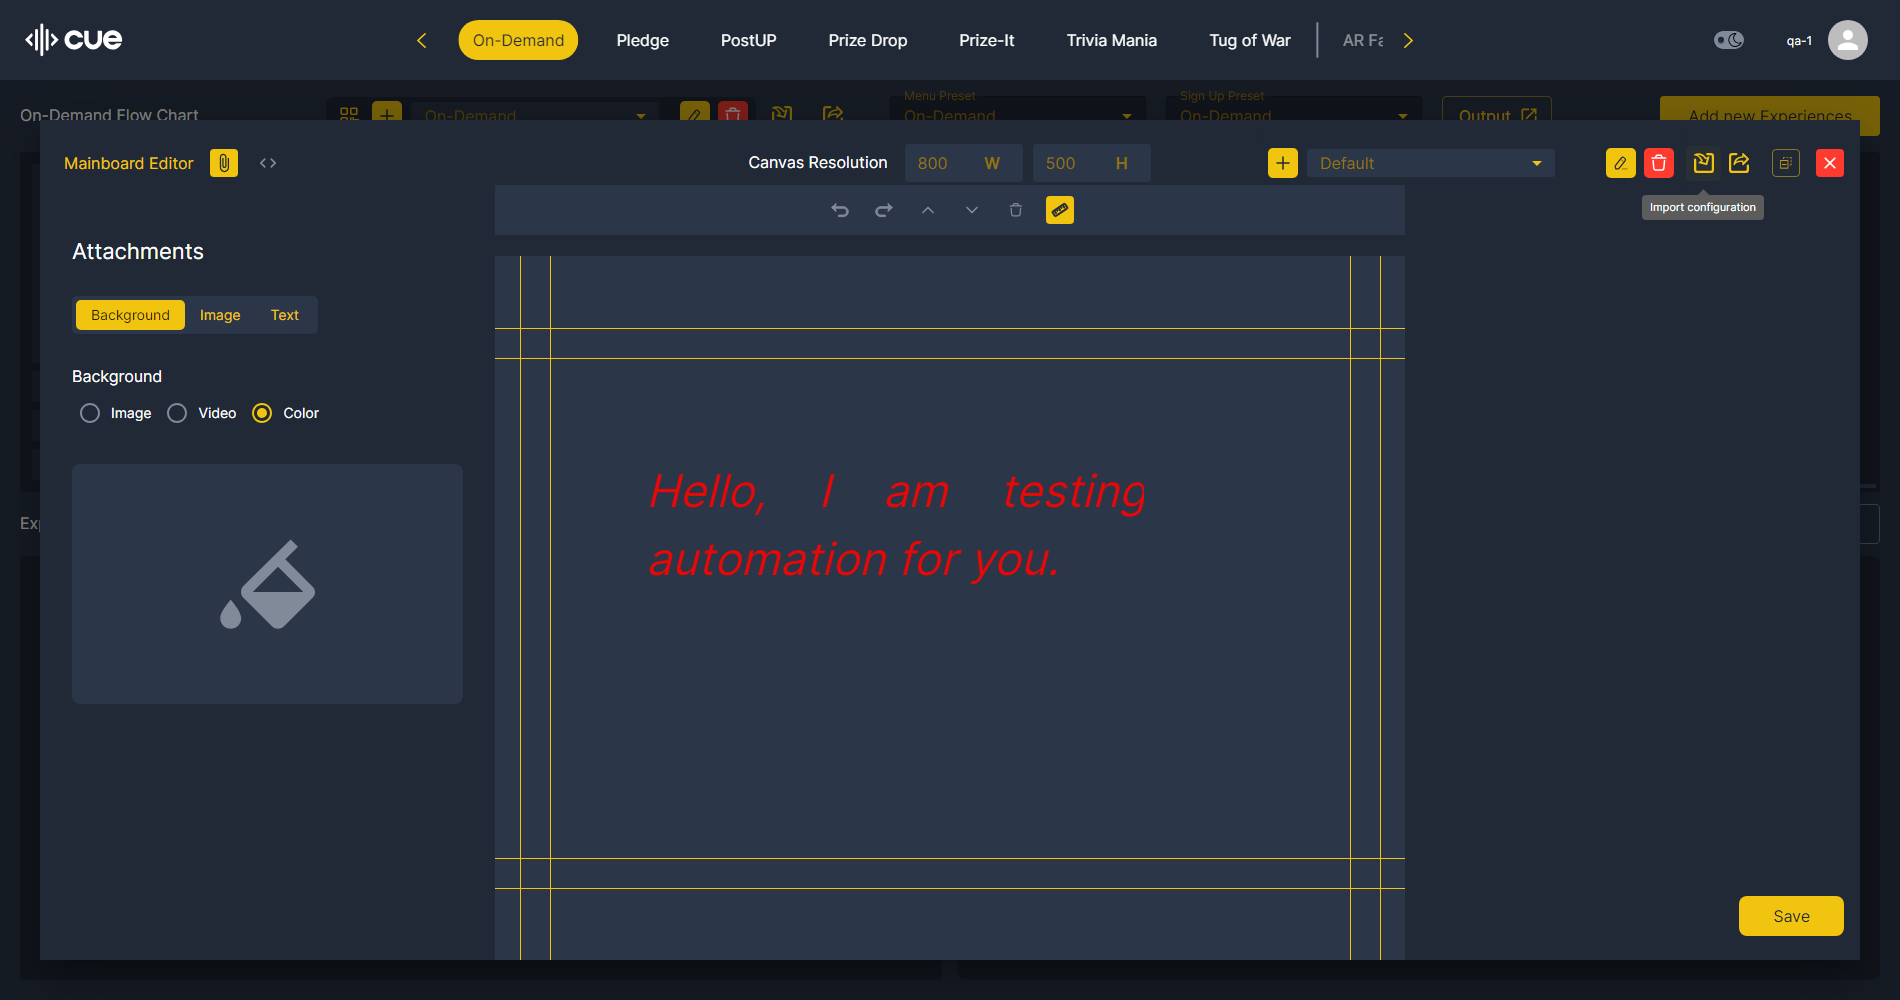 cue
On-Demand
Pledge
PostUP
Prize Drop
Prize-It
Trivia Mania
Tug of War
AR Fa
qa-1
On-Demand Flow Chart
On-Demand
Menu Preset
On-Demand
Sign Up Preset
On-Demand
Output
Add new Experiences
Mainboard Editor
Canvas Resolution
800 W
500 H
Default
Import configuration
Attachments
Background
Image
Text
Background
Image
Video
Color
Exp
Hello, I am testing
automation for you.
Save